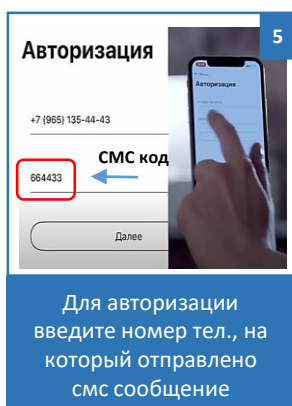 5
Авторизация
+7 (965) 135-44-43
СМС код
664433
Далее
Авторизация
Для авторизации
введите номер тел., на
который отправлено
смс сообщение